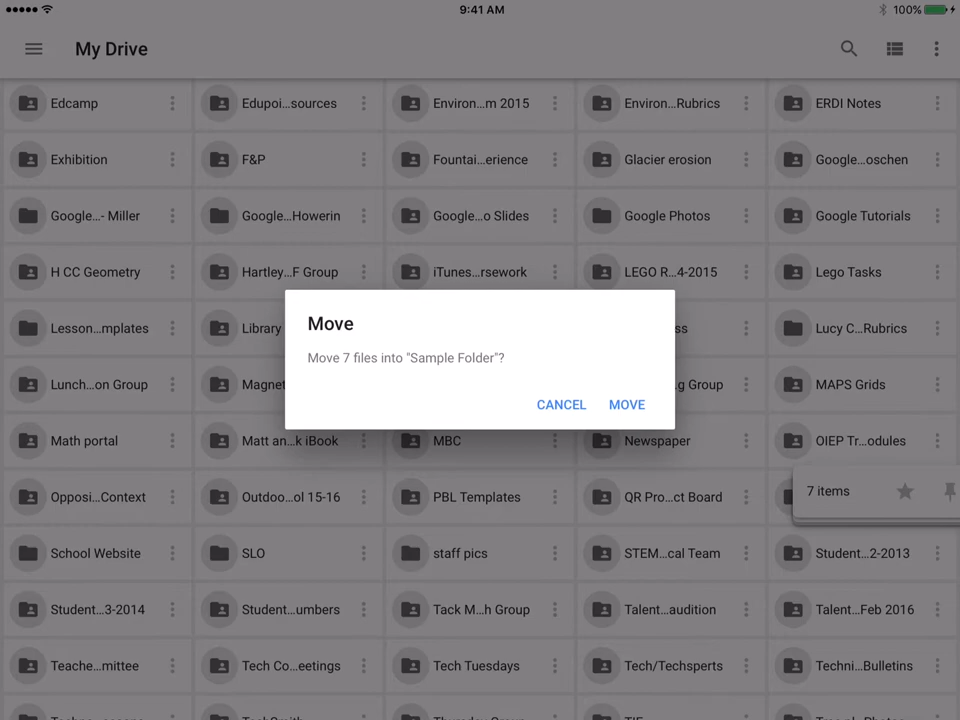 9:41 AM
100%
My Drive
Edcamp
Edupoi...sources
Environ...m 2015
Environ...Rubrics
ERDI Notes
Exhibition
F&P
Fountai...erience
Glacier erosion
Google...oschen
Google...- Miller
Google...Howerin
Google...o Slides
Google Photos
Google Tutorials
H CC Geometry
Hartley...F Group
iTunes...rsework
LEGO R...4-2015
Lego Tasks
Lesson...mplates
Library
ss
Lucy C...Rubrics
Lunch...on Group
Magnet
.g Group
MAPS Grids
Move
Move 7 files into "Sample Folder"?
CANCEL
MOVE
Math portal
Matt an...k iBook
MBC
Newspaper
OIEP Tr...odules
Opposi...Context
Outdoo...ol 15-16
PBL Templates
QR Pro...ct Board
7 items
School Website
SLO
staff pics
STEM...cal Team
Student...2-2013
Student...3-2014
Student...umbers
Tack M...h Group
Talent...audition
Talent...Feb 2016
Teache...mittee
Tech Co...eetings
Tech Tuesdays
Tech/Techsperts
Techni...Bulletins
TechSmith